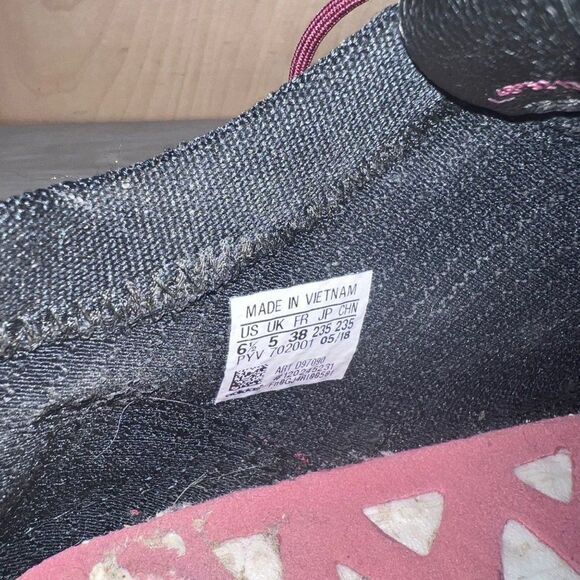 MADE IN VIETNAM
US UK FR JP CHN
6½ 5 38 235 235
PYV 702001 05/18
ART D97090
#120245231